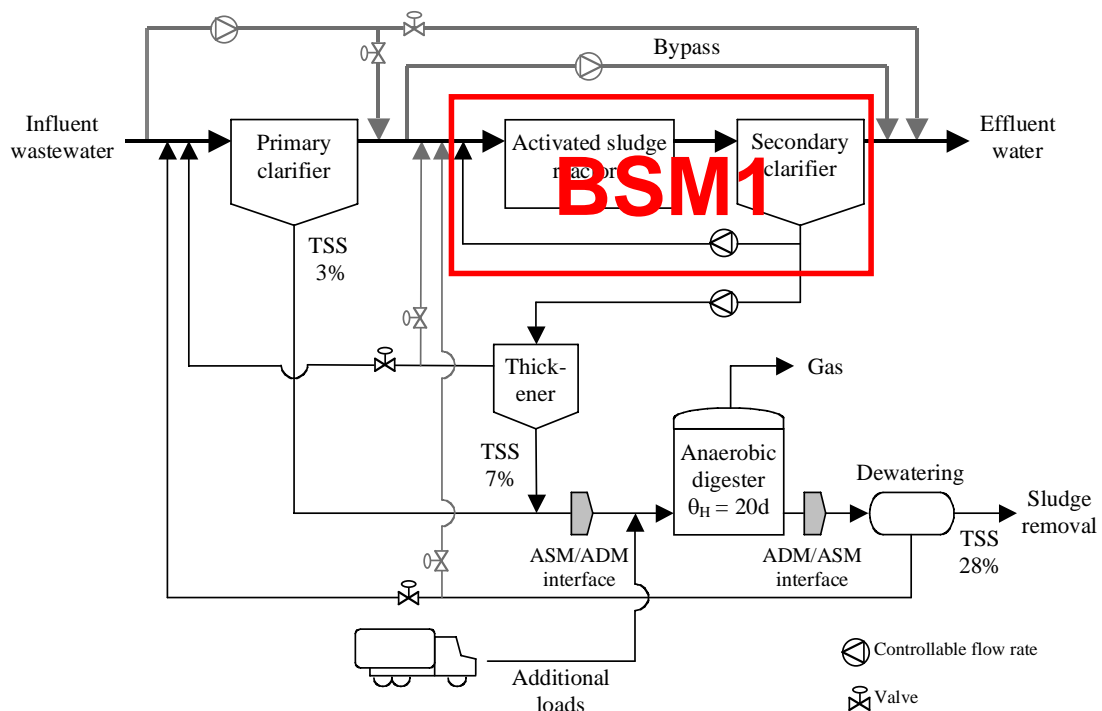 Bypass
Influent
wastewater
Primary
clarifier
Activated sludge
reactor
Secondary
clarifier
BSM1
Effluent
water
TSS
3%
Thick-
ener
TSS
7%
Gas
Anaerobic
digester
θH = 20d
Dewatering
Sludge
removal
TSS
28%
ASM/ADM
interface
ADM/ASM
interface
Additional
loads
Controllable flow rate
Valve